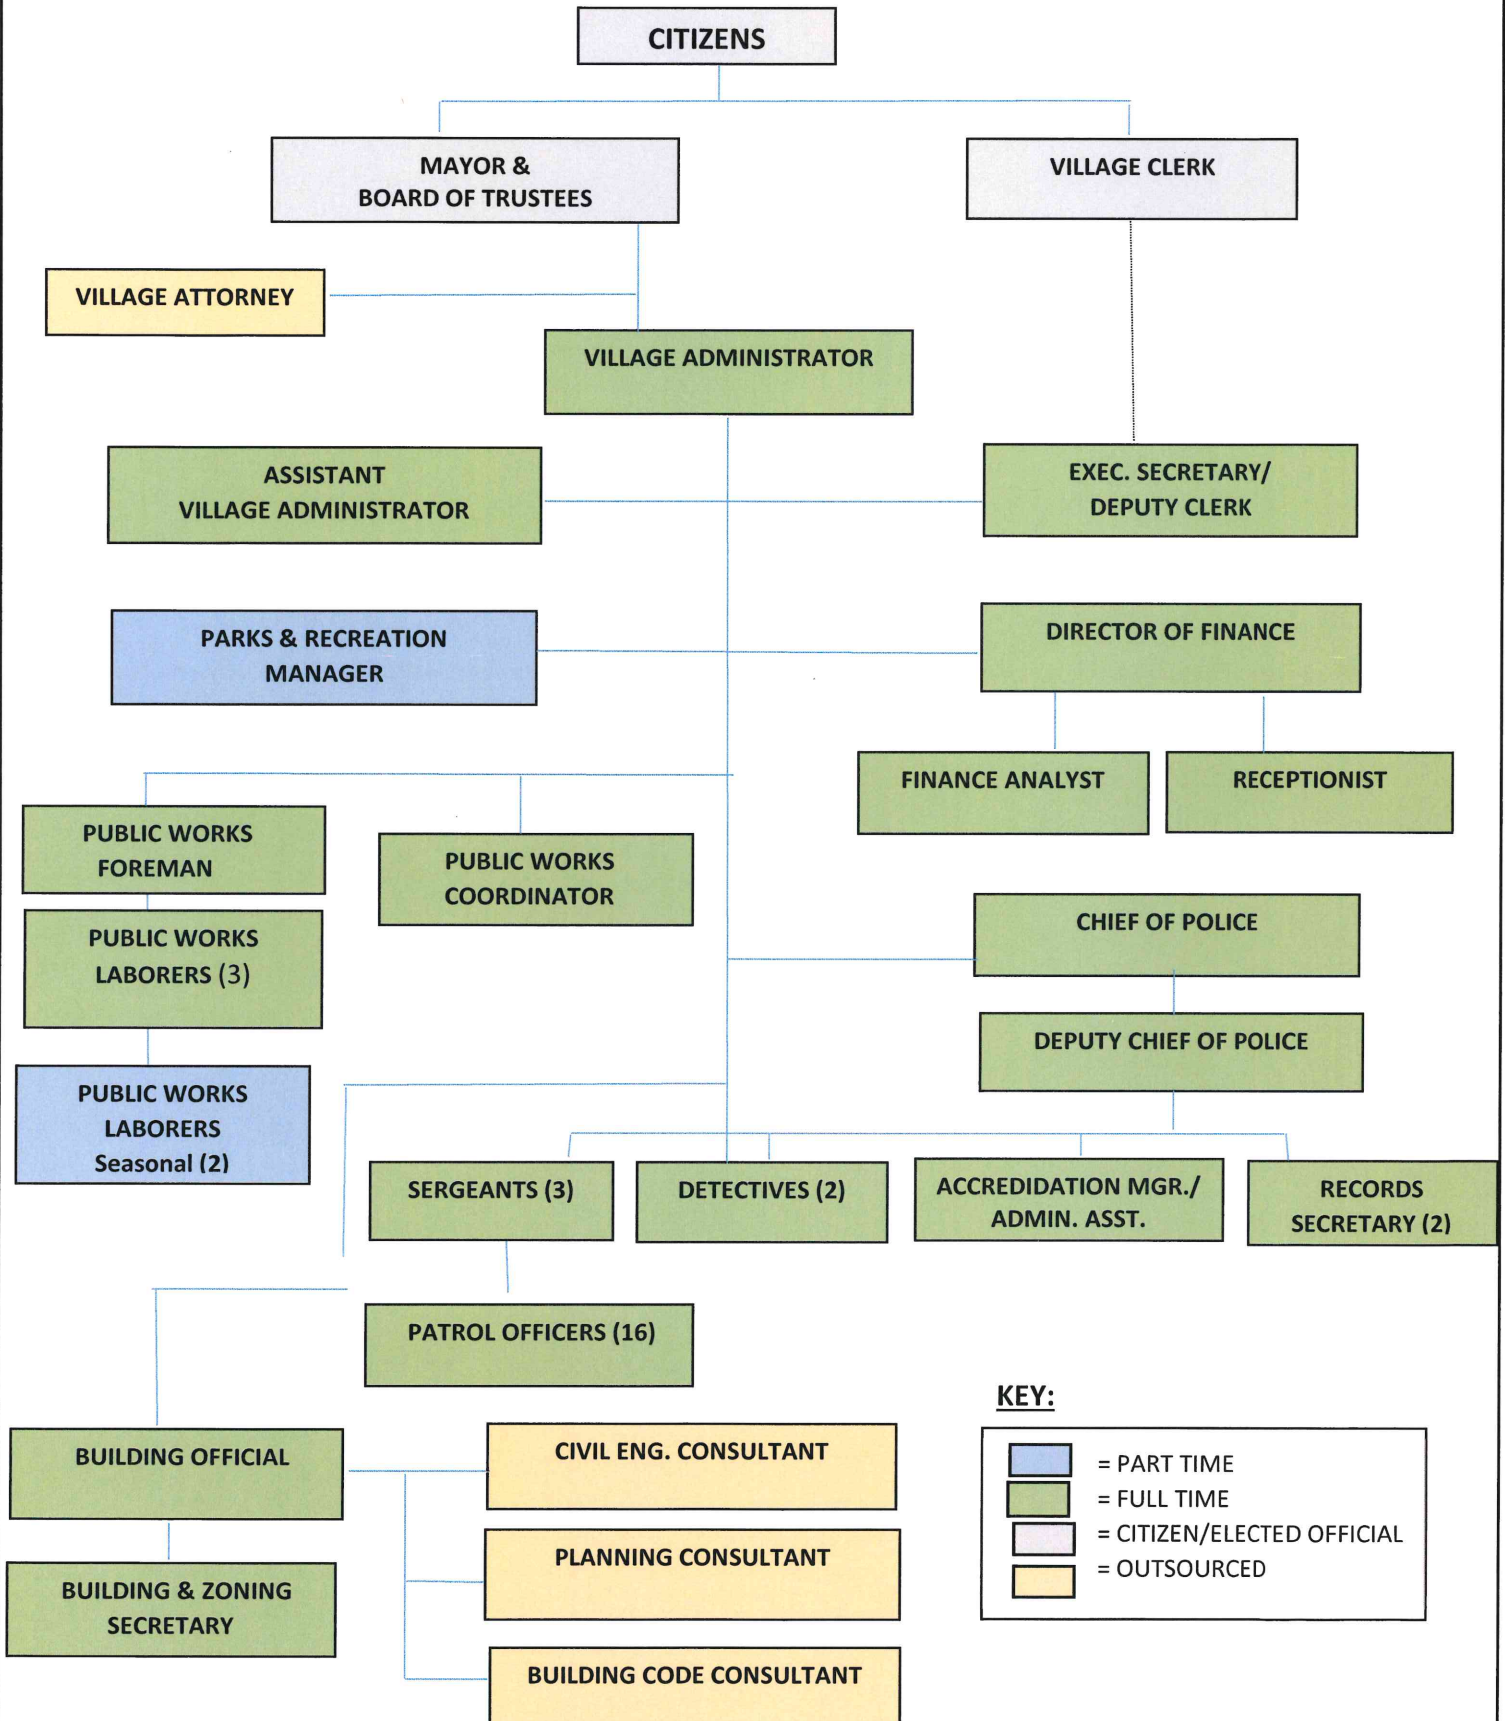 CITIZENS
MAYOR &
BOARD OF TRUSTEES
VILLAGE CLERK
VILLAGE ATTORNEY
VILLAGE ADMINISTRATOR
ASSISTANT
VILLAGE ADMINISTRATOR
EXEC. SECRETARY/
DEPUTY CLERK
PARKS & RECREATION
MANAGER
DIRECTOR OF FINANCE
FINANCE ANALYST
RECEPTIONIST
PUBLIC WORKS
FOREMAN
PUBLIC WORKS
COORDINATOR
PUBLIC WORKS
LABORERS (3)
CHIEF OF POLICE
DEPUTY CHIEF OF POLICE
PUBLIC WORKS
LABORERS
Seasonal (2)
SERGEANTS (3)
DETECTIVES (2)
ACCREDIDATION MGR./
ADMIN. ASST.
RECORDS
SECRETARY (2)
PATROL OFFICERS (16)
BUILDING OFFICIAL
CIVIL ENG. CONSULTANT
PLANNING CONSULTANT
BUILDING & ZONING
SECRETARY
BUILDING CODE CONSULTANT
KEY:
= PART TIME
= FULL TIME
= CITIZEN/ELECTED OFFICIAL
= OUTSOURCED